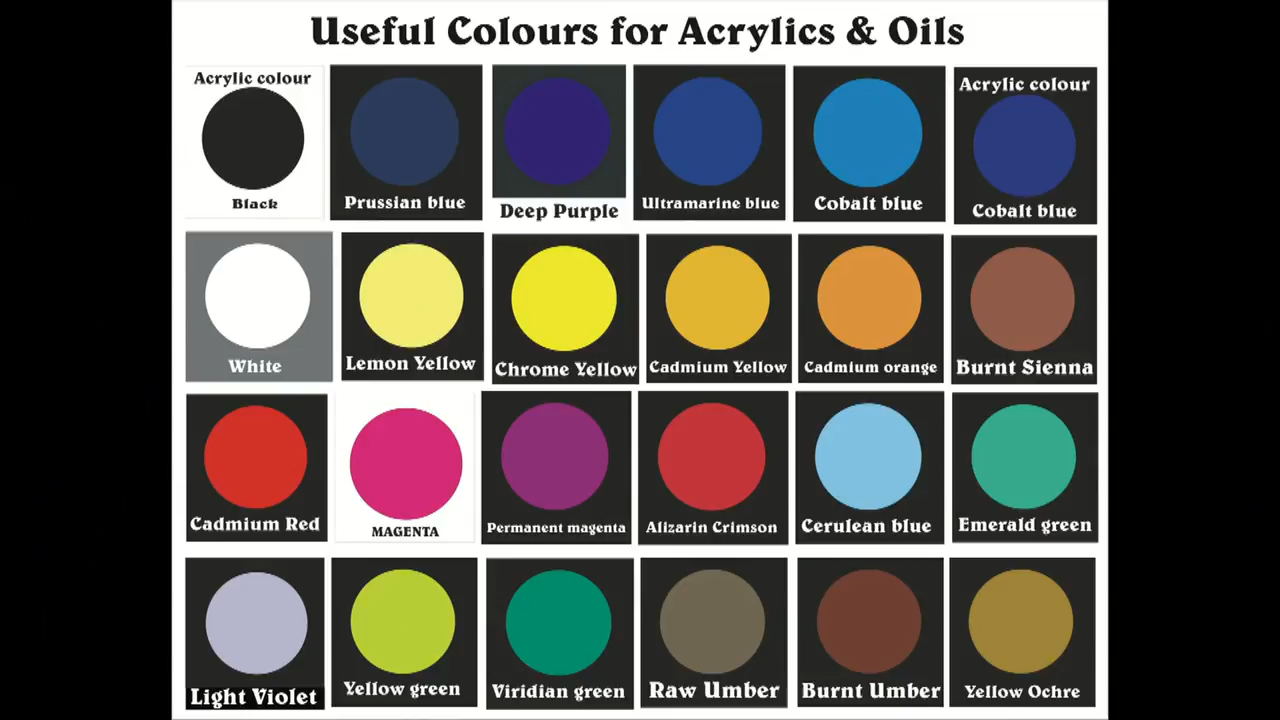 Useful Colours for Acrylics & Oils
Acrylic colour
Black
Prussian blue
Deep Purple
Ultramarine blue
Cobalt blue
Acrylic colour
Cobalt blue
White
Lemon Yellow
Chrome Yellow
Cadmium Yellow
Cadmium orange
Burnt Sienna
Cadmium Red
MAGENTA
Permanent magenta
Alizarin Crimson
Cerulean blue
Emerald green
Light Violet
Yellow green
Viridian green
Raw Umber
Burnt Umber
Yellow Ochre